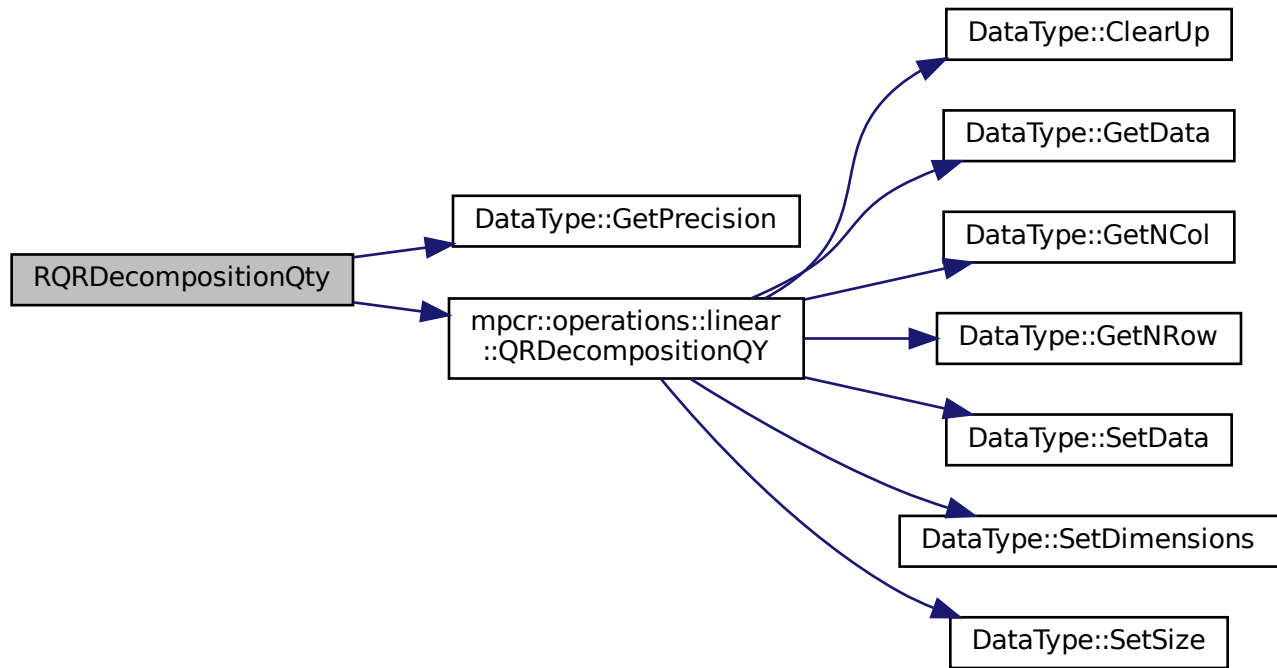 RQRDecompositionQty
DataType::GetPrecision
mpcr::operations::linear
::QRDecompositionQY
DataType::ClearUp
DataType::GetData
DataType::GetNCol
DataType::GetNRow
DataType::SetData
DataType::SetDimensions
DataType::SetSize